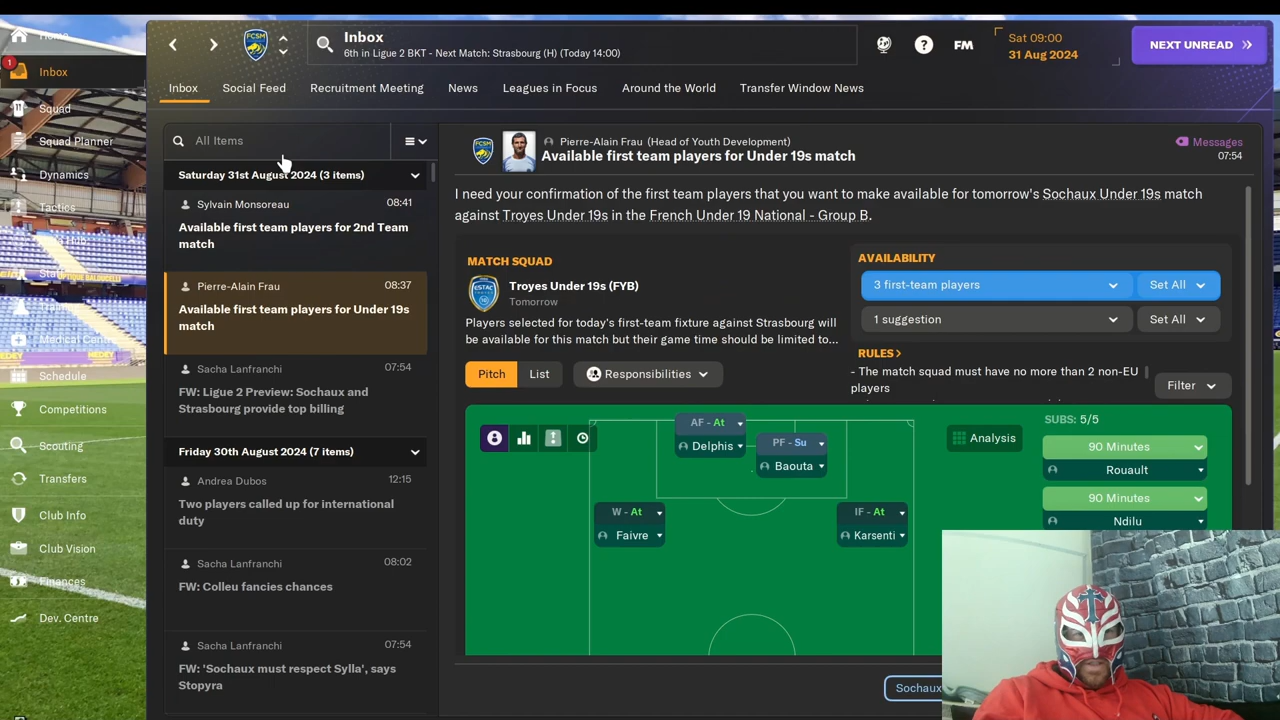 Home
Inbox
6th in Ligue 2 BKT - Next Match: Strasbourg (H) (Today 14:00)
FM
Sat 09:00
31 Aug 2024
NEXT UNREAD
1
Inbox
Squad
Squad Planner
Dynamics
Tactics
Data Hub
Staff
Training
Medical Centre
Schedule
Competitions
Scouting
Transfers
Club Info
Club Vision
Finances
Dev. Centre
Inbox
Social Feed
Recruitment Meeting
News
Leagues in Focus
Around the World
Transfer Window News
All Items
Saturday 31st August 2024 (3 items)
Sylvain Monsoreau 08:41
Available first team players for 2nd Team
match
Pierre-Alain Frau 08:37
Available first team players for Under 19s
match
Sacha Lanfranchi 07:54
FW: Ligue 2 Preview: Sochaux and
Strasbourg provide top billing
Friday 30th August 2024 (7 items)
Andrea Dubos 12:15
Two players called up for international
duty
Sacha Lanfranchi 08:02
FW: Colleu fancies chances
Sacha Lanfranchi 07:54
FW: 'Sochaux must respect Sylla', says
Stopyra
Pierre-Alain Frau (Head of Youth Development)
Available first team players for Under 19s match
Messages
07:54
I need your confirmation of the first team players that you want to make available for tomorrow's Sochaux Under 19s match
against Troyes Under 19s in the French Under 19 National - Group B.
MATCH SQUAD
Troyes Under 19s (FYB)
Tomorrow
Players selected for today's first-team fixture against Strasbourg will
be available for this match but their game time should be limited to...
Pitch
List
Responsibilities
AVAILABILITY
3 first-team players
Set All
1 suggestion
Set All
RULES
- The match squad must have no more than 2 non-EU
players
Filter
AF - At
Delphis
PF - Su
Baouta
W - At
Faivre
IF - At
Karsenti
Analysis
SUBS: 5/5
90 Minutes
Rouault
90 Minutes
Ndilu
Sochaux